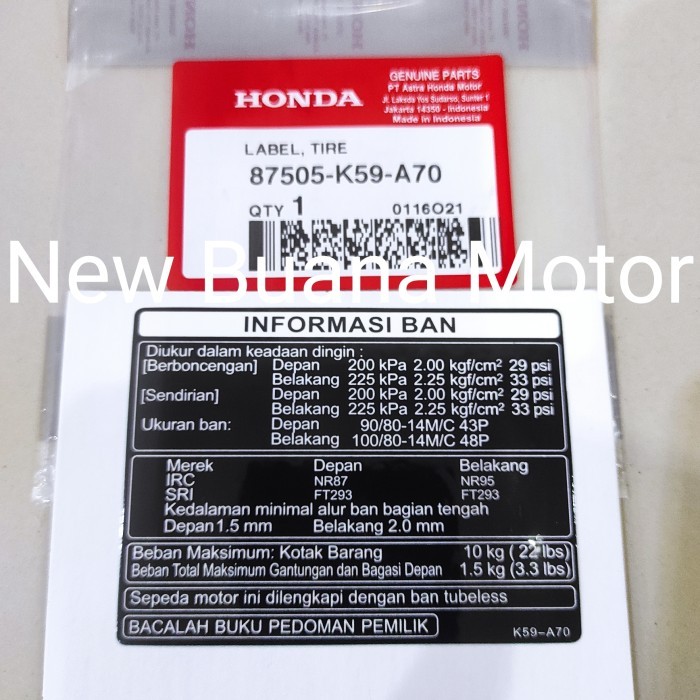 GENUINE PARTS
HONDA
PT Astra Honda Motor
Jl. Laksda Yos Sudarso, Sunter 1
Jakarta 14350 - Indonesia
Made in Indonesia
LABEL, TIRE
87505-K59-A70
QTY 1 0116O21
New Buana Motor
INFORMASI BAN
Diukur dalam keadaan dingin :
[Berboncengan] Depan 200 kPa 2.00 kgf/cm² 29 psi
Belakang 225 kPa 2.25 kgf/cm² 33 psi
[Sendirian] Depan 200 kPa 2.00 kgf/cm² 29 psi
Belakang 225 kPa 2.25 kgf/cm² 33 psi
Ukuran ban: Depan 90/80-14M/C 43P
Belakang 100/80-14M/C 48P
Merek Depan Belakang
IRC NR87 NR95
SRI FT293 FT293
Kedalaman minimal alur ban bagian tengah
Depan 1.5 mm Belakang 2.0 mm
Beban Maksimum: Kotak Barang 10 kg ( 22 lbs)
Beban Total Maksimum Gantungan dan Bagasi Depan 1.5 kg (3.3 lbs)
Sepeda motor ini dilengkapi dengan ban tubeless
BACALAH BUKU PEDOMAN PEMILIK
K59-A70